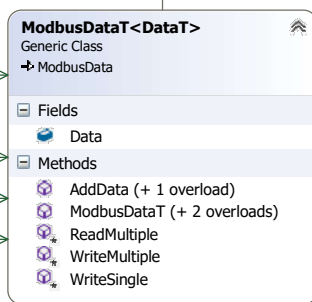 ModbusDataT<DataT>
Generic Class
ModbusData
Fields
Data
Methods
AddData (+ 1 overload)
ModbusDataT (+ 2 overloads)
ReadMultiple
WriteMultiple
WriteSingle